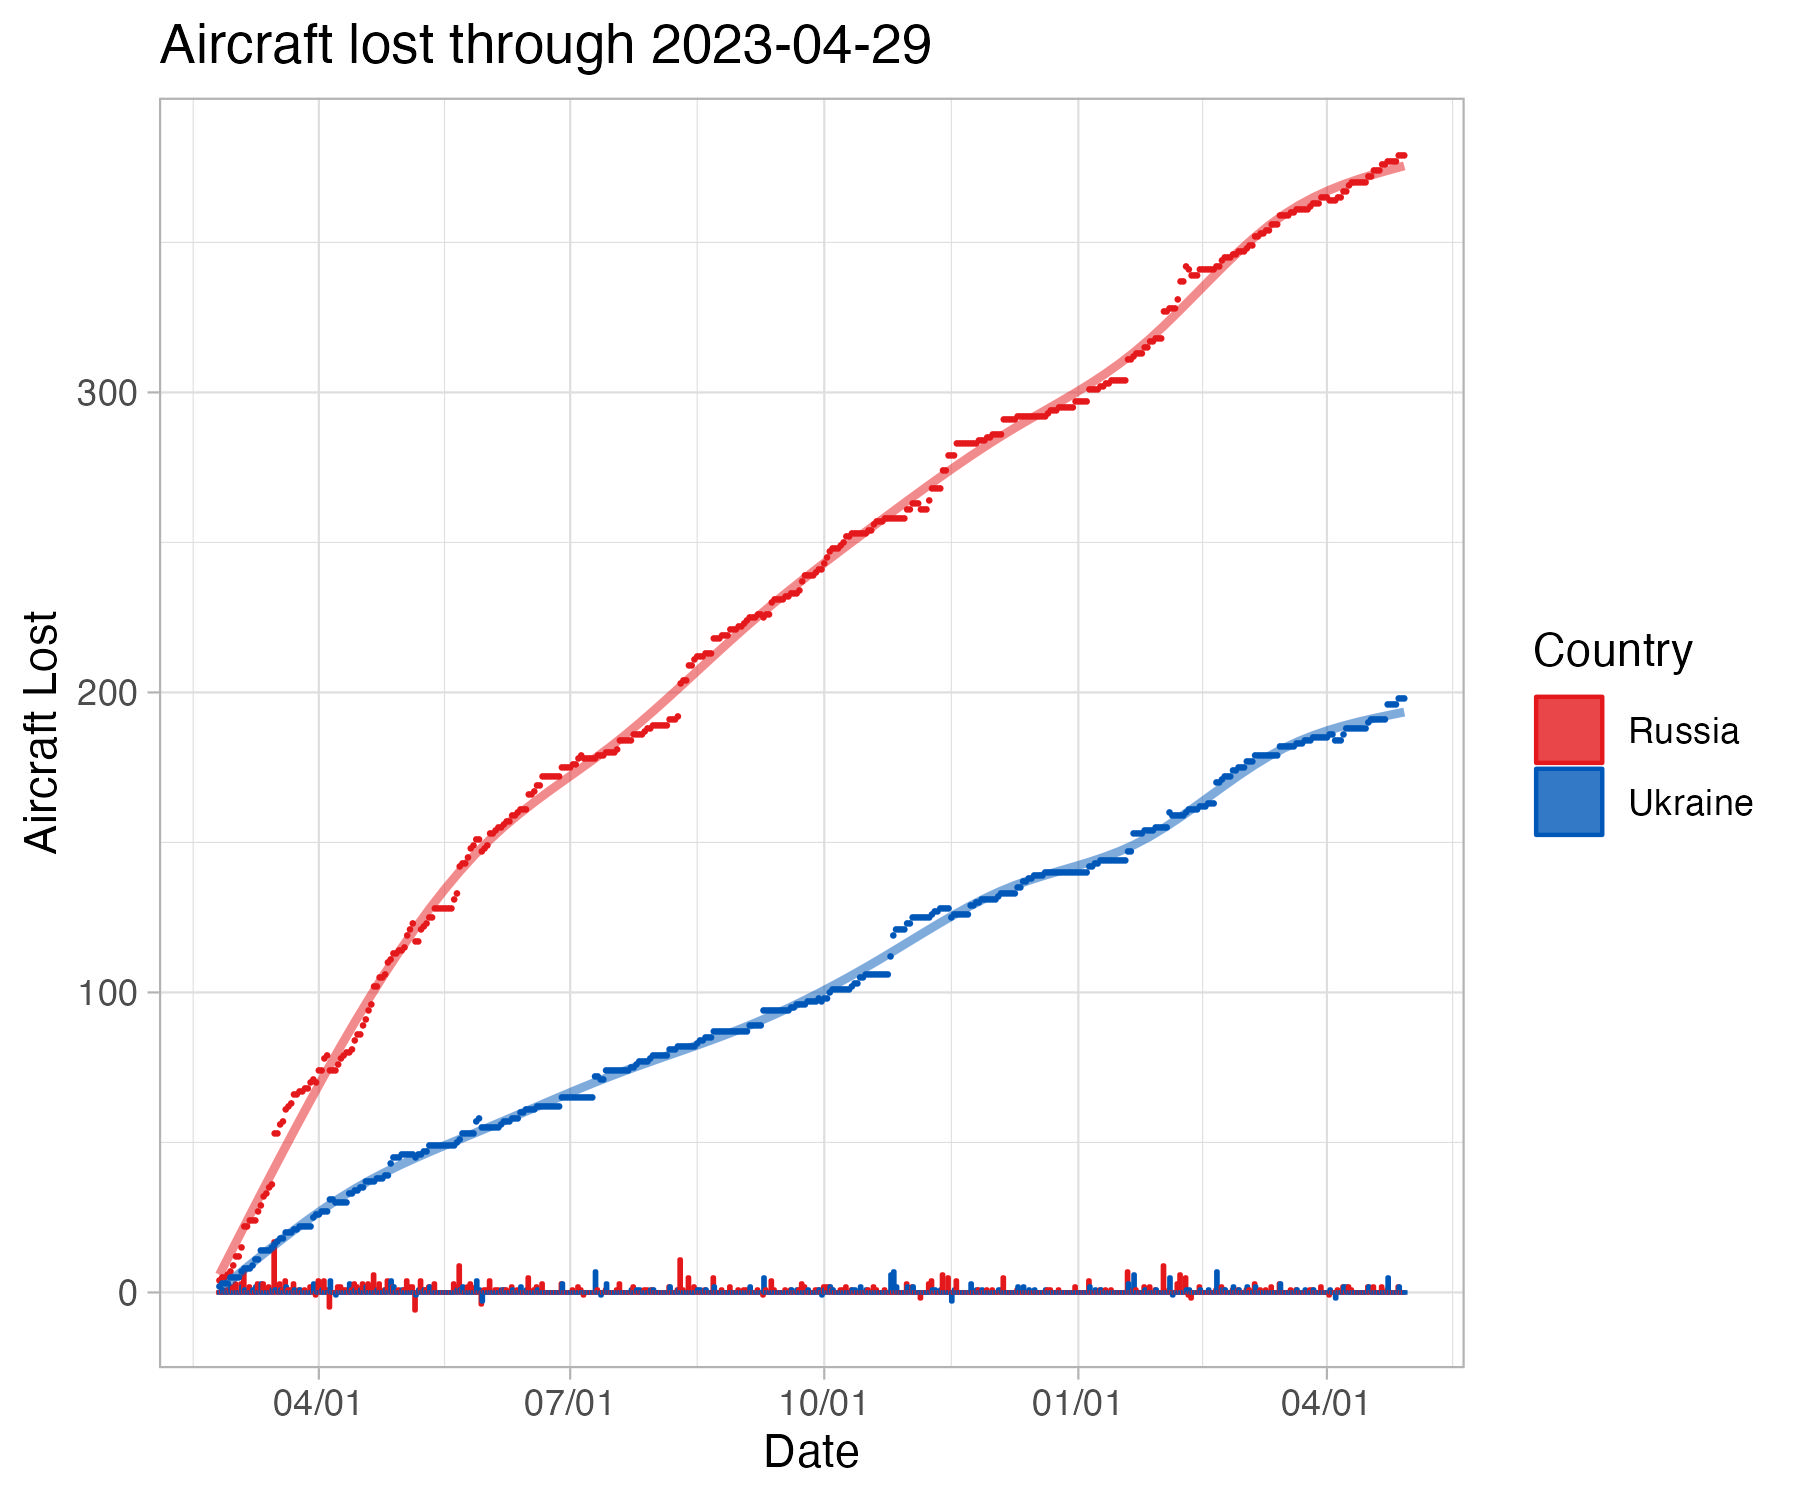 Aircraft lost through 2023-04-29
Aircraft Lost
300
200
100
0
04/01
07/01
10/01
01/01
04/01
Date
Country
Russia
Ukraine